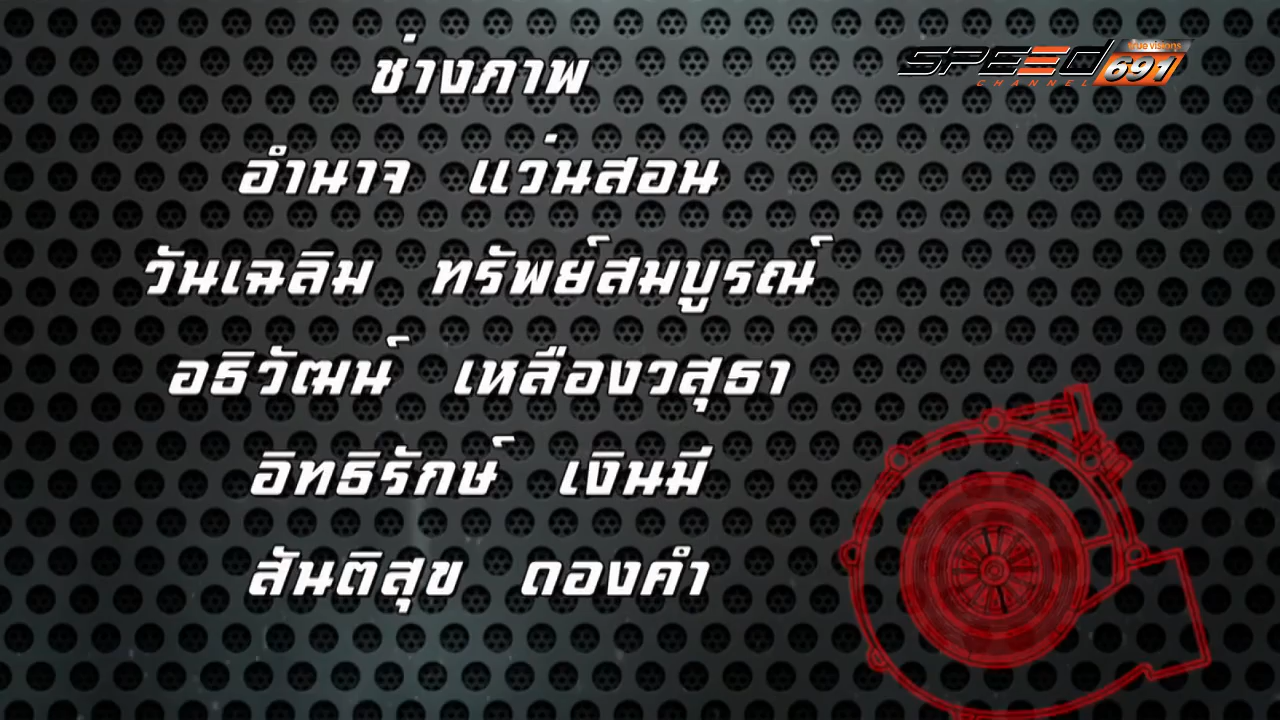 ช่างภาพ
SPEED CHANNEL true visions 691
อำนาจ แว่นสอน
วันเฉลิม ทรัพย์สมบูรณ์
อธิวัฒน์ เหลืองวสุธา
อิทธิรักษ์ เงินมี
สันติสุข ดองคำ